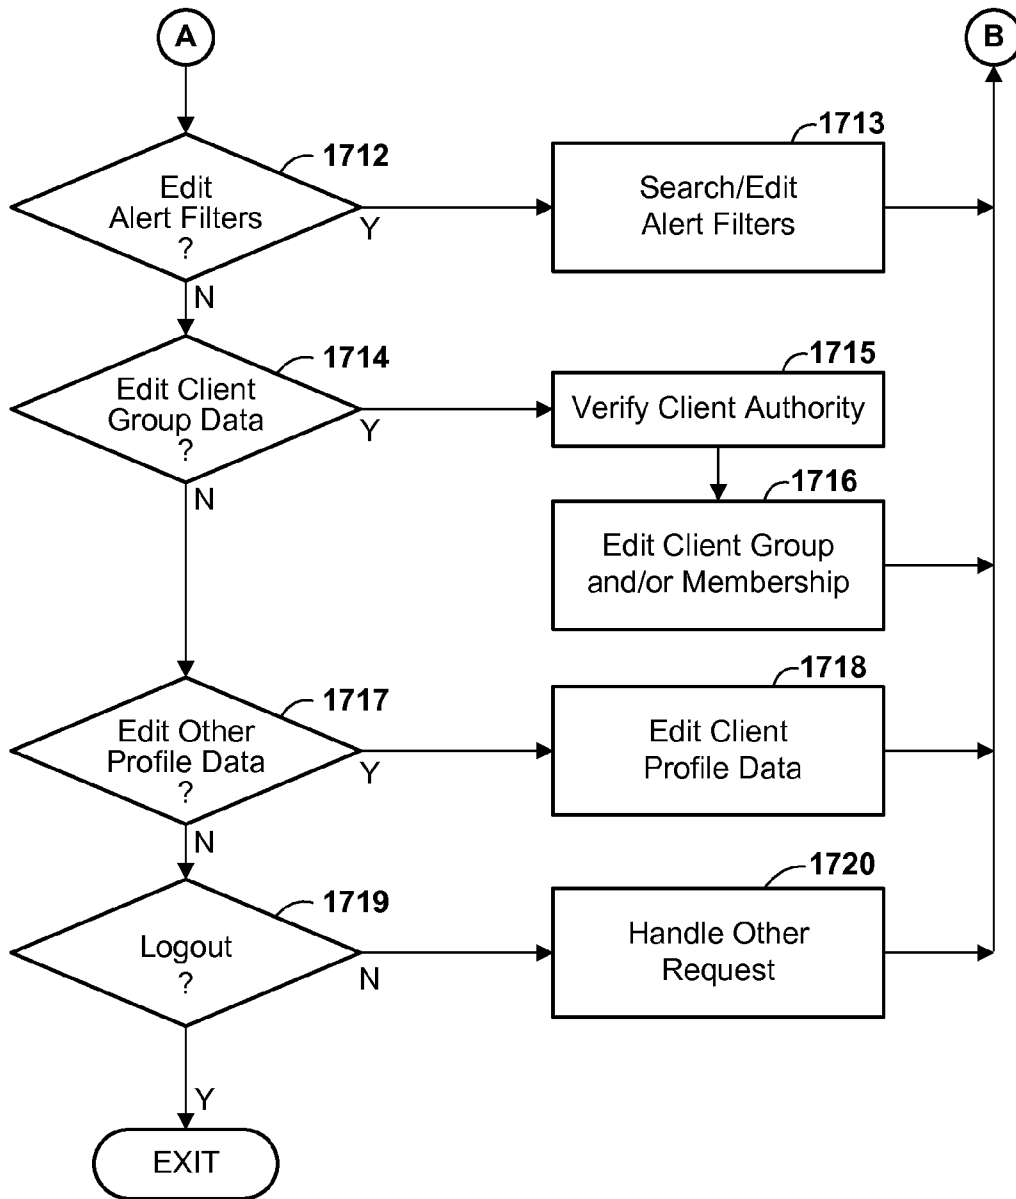 A
B
1712
Edit
Alert Filters
?
Y
N
1713
Search/Edit
Alert Filters
1714
Edit Client
Group Data
?
Y
N
1715
Verify Client Authority
1716
Edit Client Group
and/or Membership
1717
Edit Other
Profile Data
?
Y
N
1718
Edit Client
Profile Data
1719
Logout
?
N
Y
1720
Handle Other
Request
EXIT